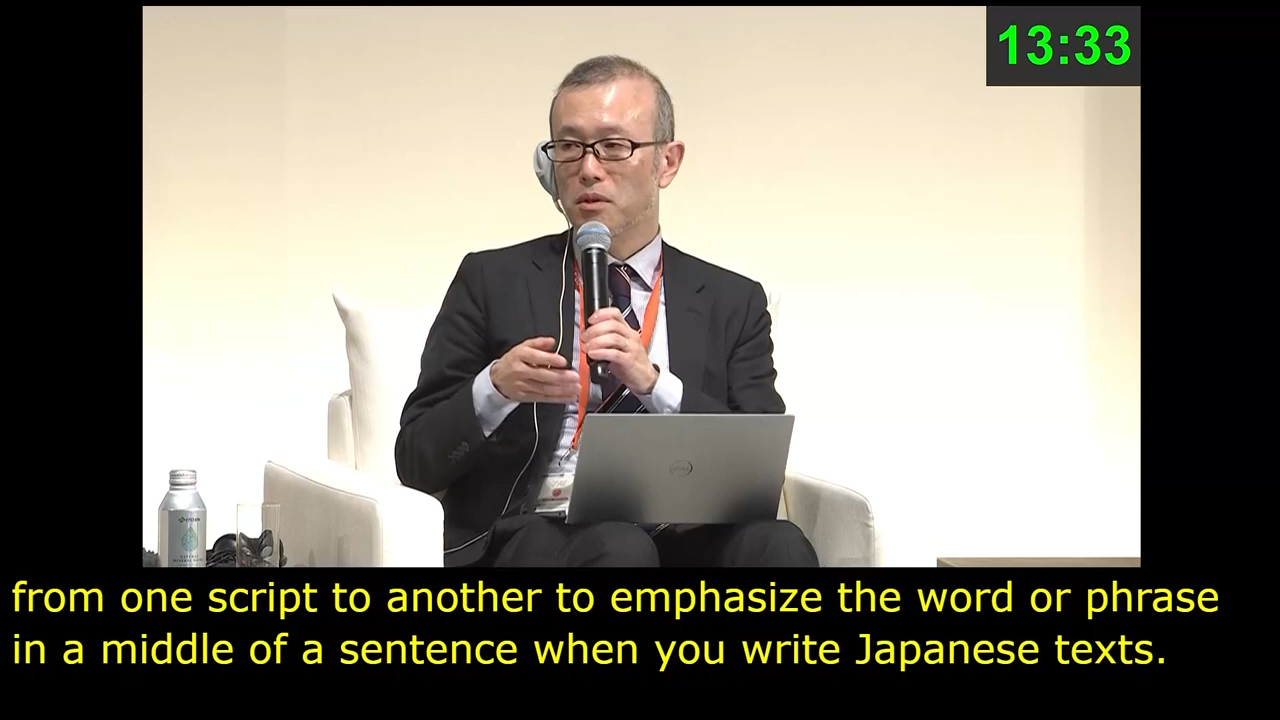 13:33
DELL
from one script to another to emphasize the word or phrase
in a middle of a sentence when you write Japanese texts.